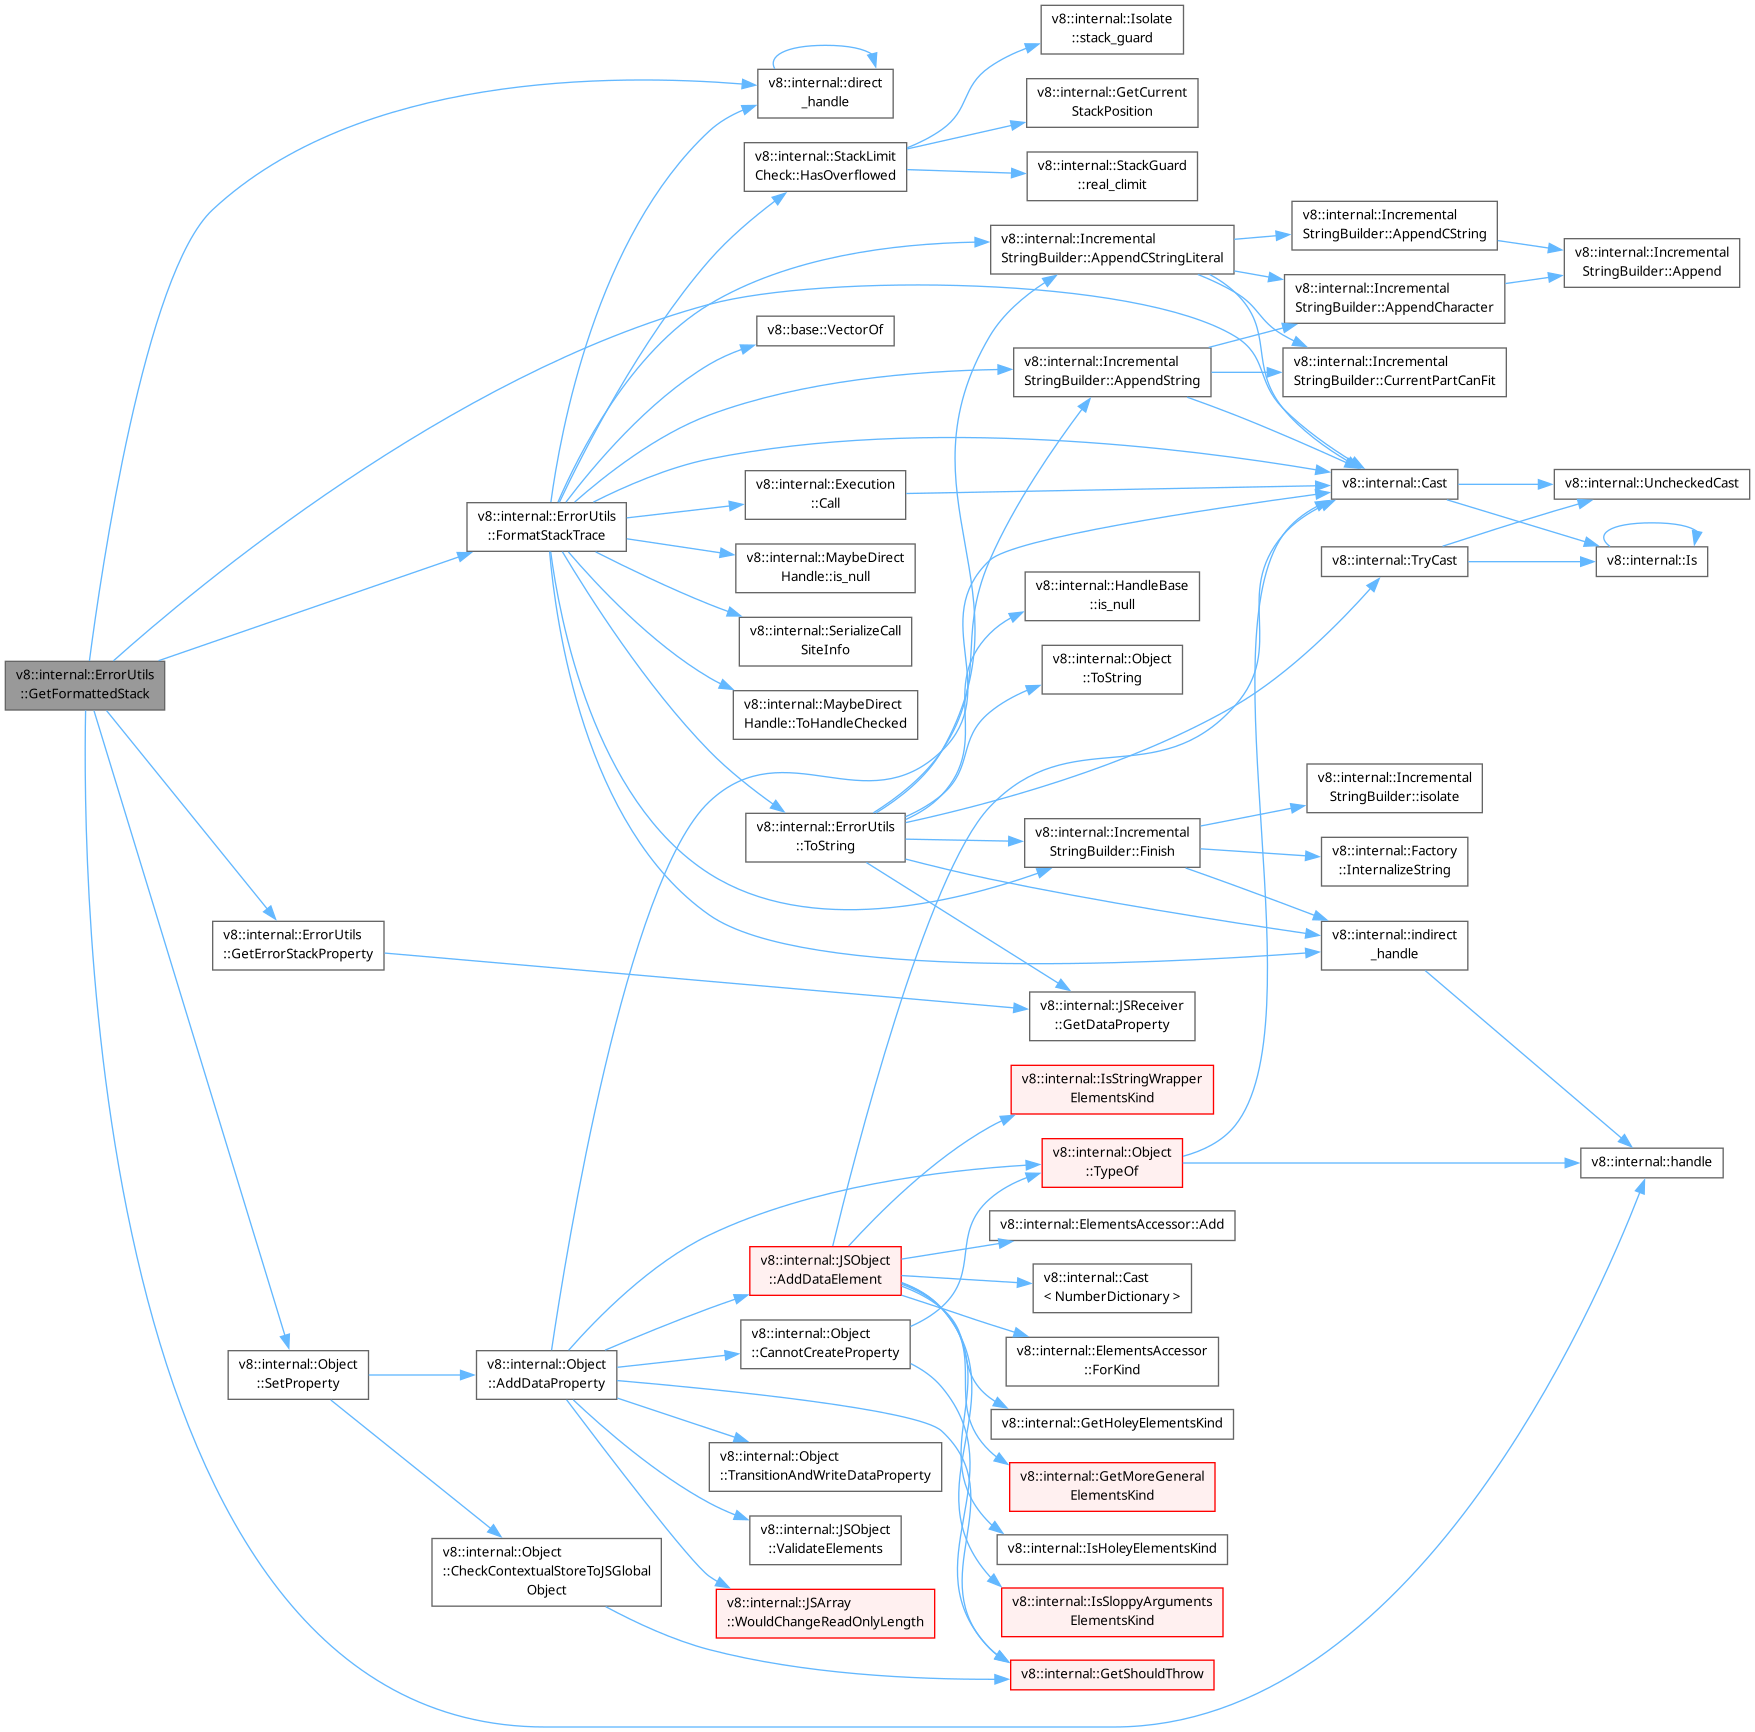 v8::internal::ErrorUtils
::GetFormattedStack
v8::internal::direct
_handle
v8::internal::ErrorUtils
::FormatStackTrace
v8::internal::ErrorUtils
::GetErrorStackProperty
v8::internal::Object
::SetProperty
v8::internal::StackLimit
Check::HasOverflowed
v8::base::VectorOf
v8::internal::Execution
::Call
v8::internal::MaybeDirect
Handle::is_null
v8::internal::SerializeCall
SiteInfo
v8::internal::MaybeDirect
Handle::ToHandleChecked
v8::internal::ErrorUtils
::ToString
v8::internal::Object
::AddDataProperty
v8::internal::Object
::CheckContextualStoreToJSGlobal
Object
v8::internal::JSObject
::AddDataElement
v8::internal::Object
::CannotCreateProperty
v8::internal::Object
::TransitionAndWriteDataProperty
v8::internal::JSObject
::ValidateElements
v8::internal::JSArray
::WouldChangeReadOnlyLength
v8::internal::Isolate
::stack_guard
v8::internal::GetCurrent
StackPosition
v8::internal::StackGuard
::real_climit
v8::internal::Incremental
StringBuilder::AppendCStringLiteral
v8::internal::Incremental
StringBuilder::AppendString
v8::internal::HandleBase
::is_null
v8::internal::Object
::ToString
v8::internal::Incremental
StringBuilder::Finish
v8::internal::JSReceiver
::GetDataProperty
v8::internal::IsStringWrapper
ElementsKind
v8::internal::Object
::TypeOf
v8::internal::ElementsAccessor::Add
v8::internal::Cast
< NumberDictionary >
v8::internal::ElementsAccessor
::ForKind
v8::internal::GetHoleyElementsKind
v8::internal::GetMoreGeneral
ElementsKind
v8::internal::IsHoleyElementsKind
v8::internal::IsSloppyArguments
ElementsKind
v8::internal::GetShouldThrow
v8::internal::Incremental
StringBuilder::AppendCString
v8::internal::Incremental
StringBuilder::AppendCharacter
v8::internal::Incremental
StringBuilder::CurrentPartCanFit
v8::internal::Cast
v8::internal::TryCast
v8::internal::Incremental
StringBuilder::isolate
v8::internal::Factory
::InternalizeString
v8::internal::indirect
_handle
v8::internal::Incremental
StringBuilder::Append
v8::internal::UncheckedCast
v8::internal::Is
v8::internal::handle